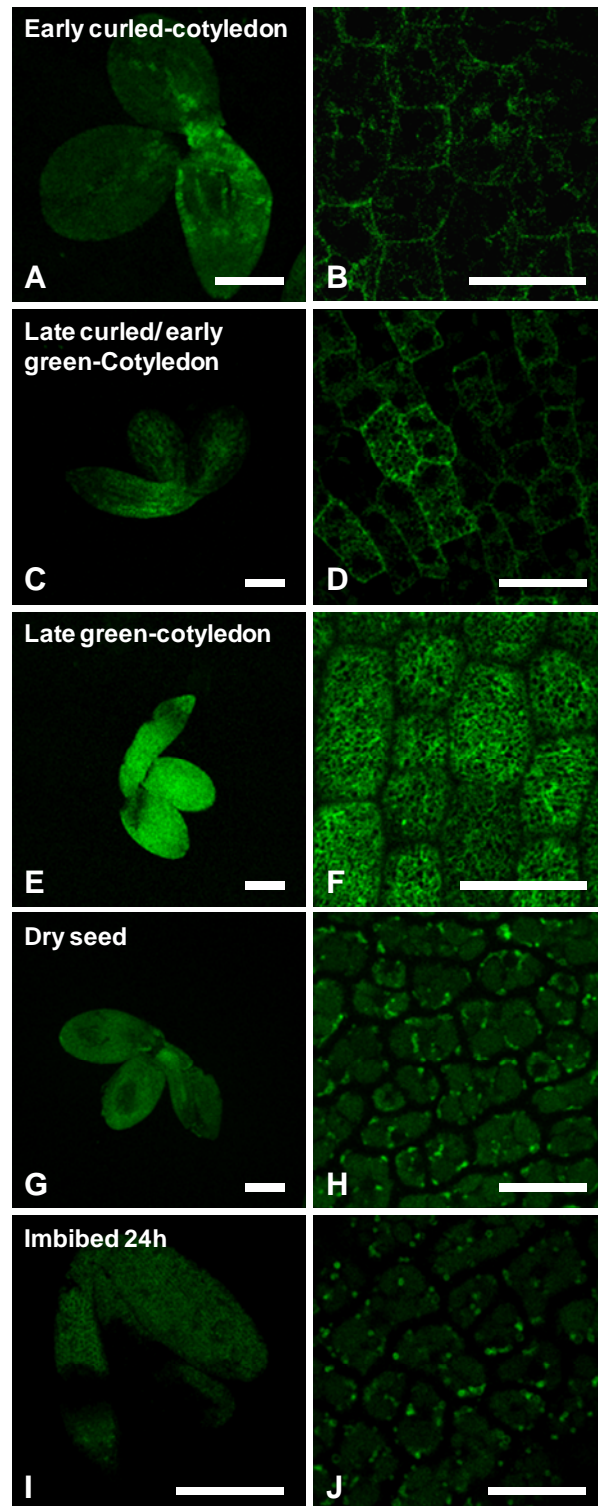 Early curled-cotyledon
A
B
Late curled/ early
green-Cotyledon
C
D
Late green-cotyledon
E
F
Dry seed
G
H
Imbibed 24h
I
J